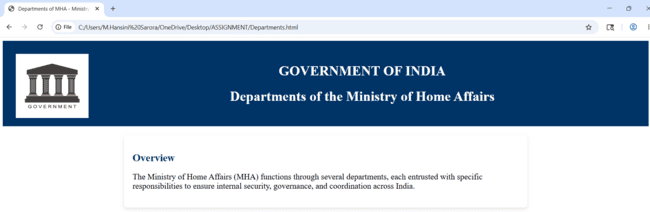 Departments of MHA - Ministr
File C:/Users/M.Hansini%20Sarora/OneDrive/Desktop/ASSIGNMENT/Departments.html
GOVERNMENT
GOVERNMENT OF INDIA
Departments of the Ministry of Home Affairs
Overview
The Ministry of Home Affairs (MHA) functions through several departments, each entrusted with specific
responsibilities to ensure internal security, governance, and coordination across India.